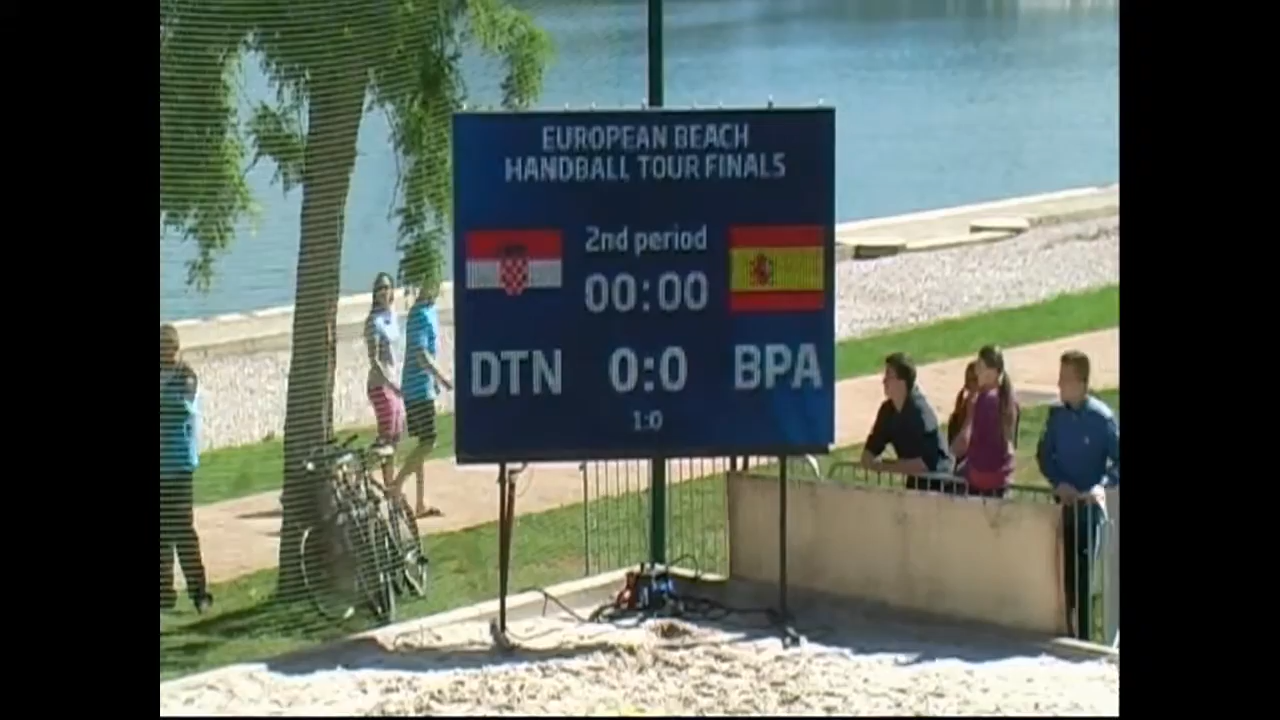 EUROPEAN BEACH
HANDBALL TOUR FINALS
2nd period
00:00
DTN 0:0 BPA
1:0